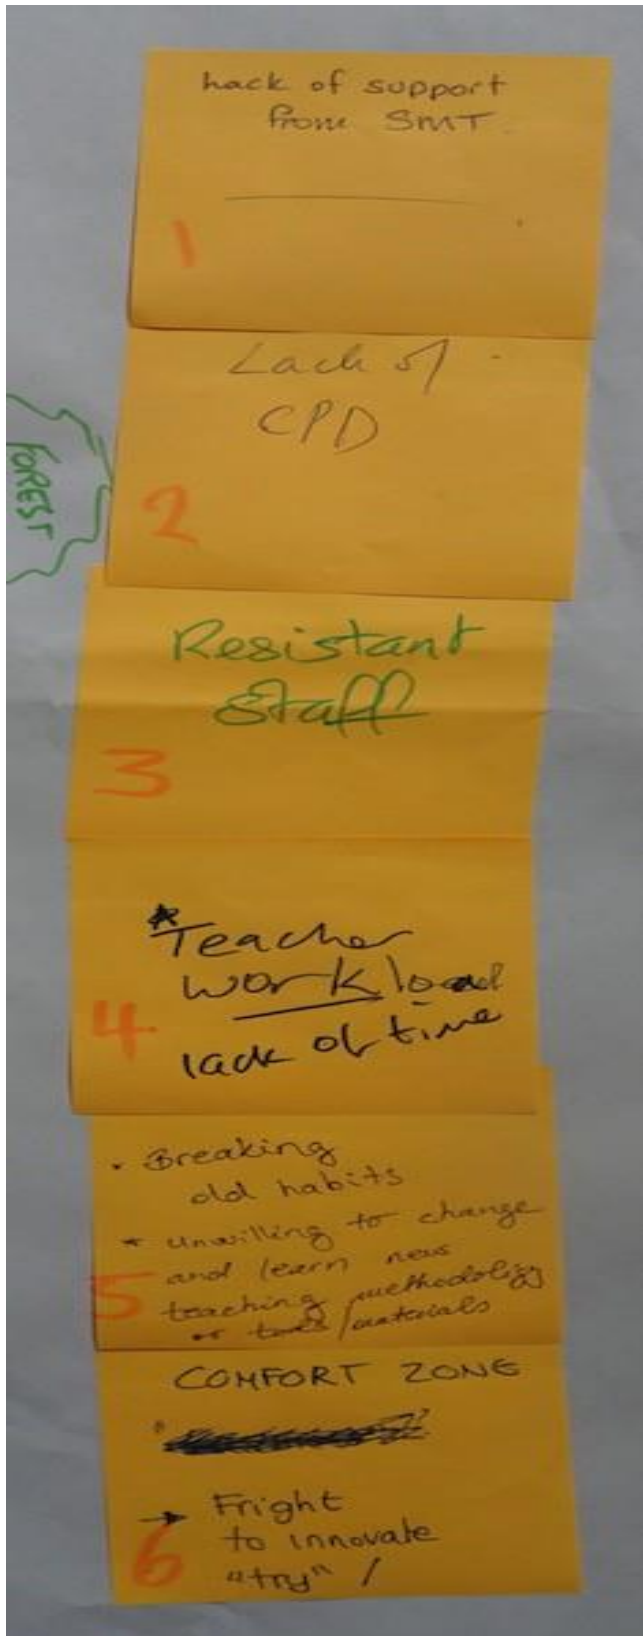 Lack of support
from SMT.
1
Lack of
CPD
2
FOREST
Resistant
staff
3
*Teacher
workload
4
lack of time
• Breaking
old habits
* unwilling to change
and learn new
5
teaching methodology
or tools/materials
COMFORT ZONE
→ Fright
to innovate
6
"try" /